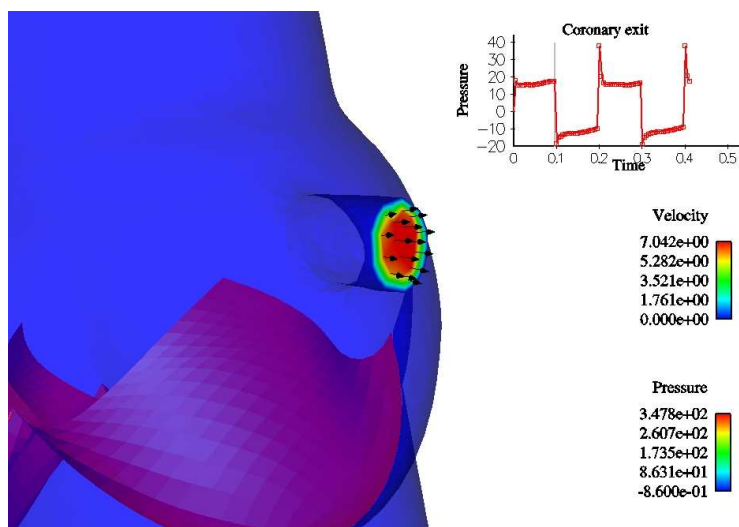 Coronary exit
Pressure
40
30
20
10
0
-10
-20
0 0.1 0.2 0.3 0.4 0.5
Time
Velocity
7.042e+00
5.282e+00
3.521e+00
1.761e+00
0.000e+00
Pressure
3.478e+02
2.607e+02
1.735e+02
8.631e+01
-8.600e-01